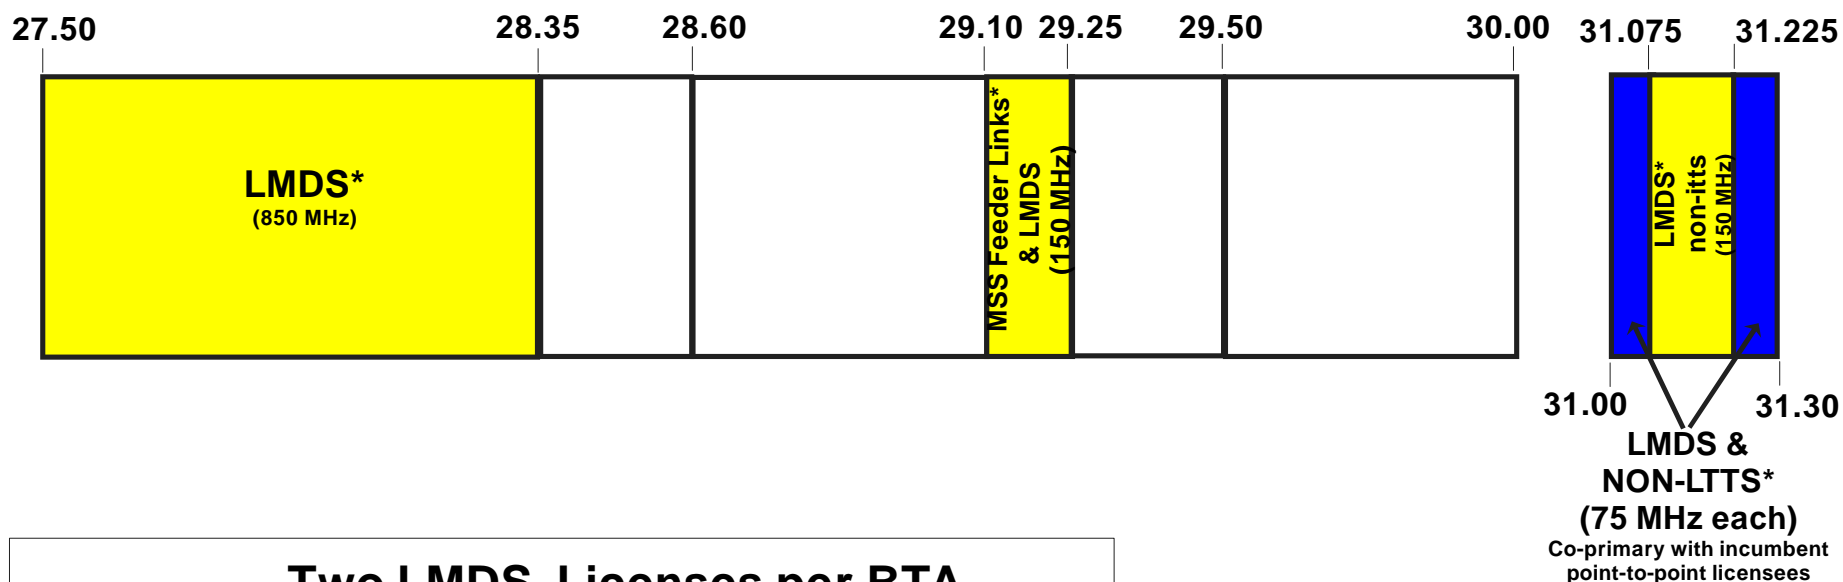 27.50 28.35 28.60 29.10 29.25 29.50 30.00 31.075 31.225
LMDS*
(850 MHz)
MSS Feeder Links*
& LMDS
(150 MHz)
LMDS*
non-itts
(150 MHz)
31.00 31.30
LMDS &
NON-LTTS*
(75 MHz each)
Co-primary with incumbent
point-to-point licensees
Two LMDS Licenses per BTA